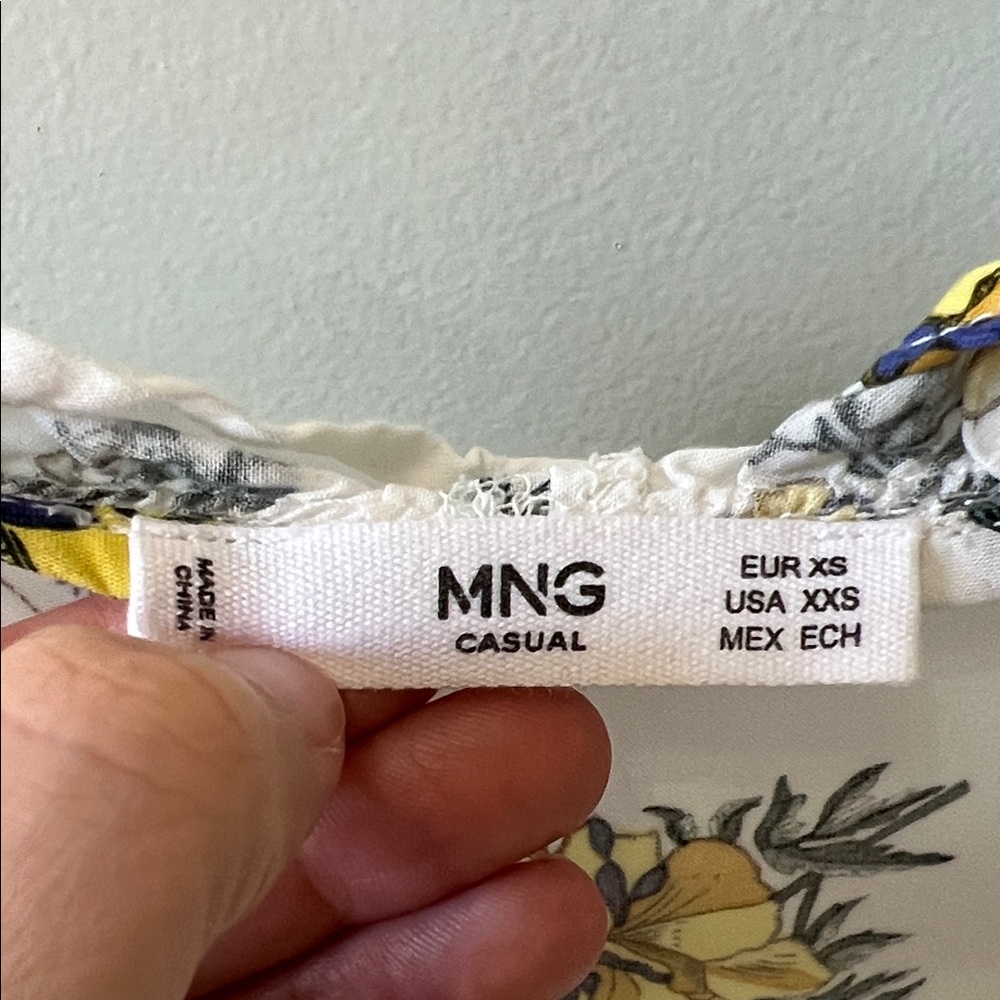 MADE IN
CHINA
MNG
CASUAL
EUR XS
USA XXS
MEX ECH